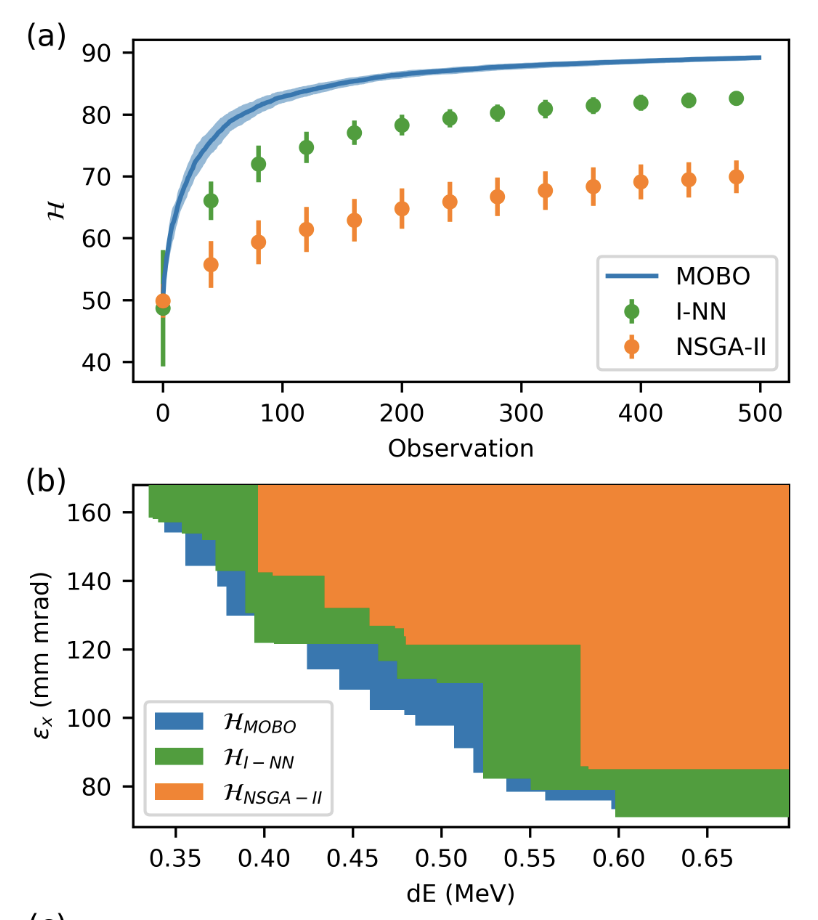 (a)
90
80
70
60
50
40
ℋ
0 100 200 300 400 500
Observation
MOBO
I-NN
NSGA-II
(b)
160
140
120
100
80
εₓ (mm mrad)
ℋMOBO
ℋI−NN
ℋNSGA−II
0.35 0.40 0.45 0.50 0.55 0.60 0.65
dE (MeV)